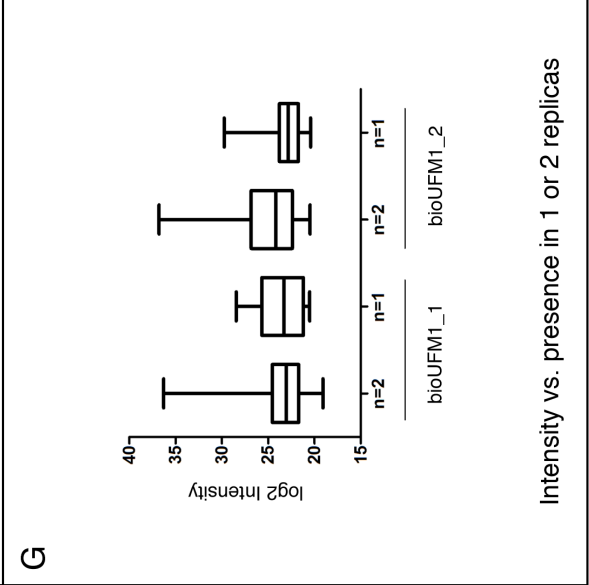 G
log2 Intensity
40
35
30
25
20
15
n=2
n=1
n=2
n=1
bioUFM1_1
bioUFM1_2
Intensity vs. presence in 1 or 2 replicas